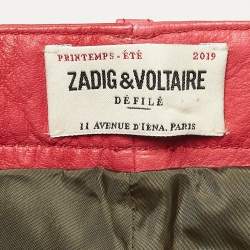 PRINTEMPS - ÉTÉ 2019
ZADIG & VOLTAIRE
DÉFILÉ
11 AVENUE D'IÉNA. PARIS